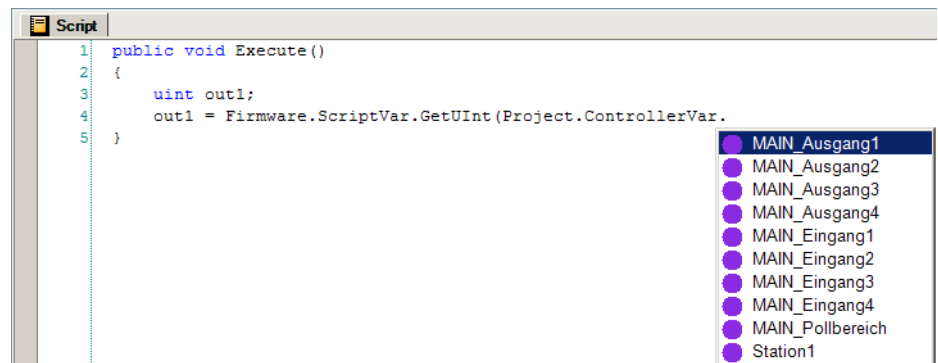 Script
1 public void Execute()
2 {
3 uint out1;
4 out1 = Firmware.ScriptVar.GetUInt(Project.ControllerVar.
5 }
MAIN_Ausgang1
MAIN_Ausgang2
MAIN_Ausgang3
MAIN_Ausgang4
MAIN_Eingang1
MAIN_Eingang2
MAIN_Eingang3
MAIN_Eingang4
MAIN_Pollbereich
Station1